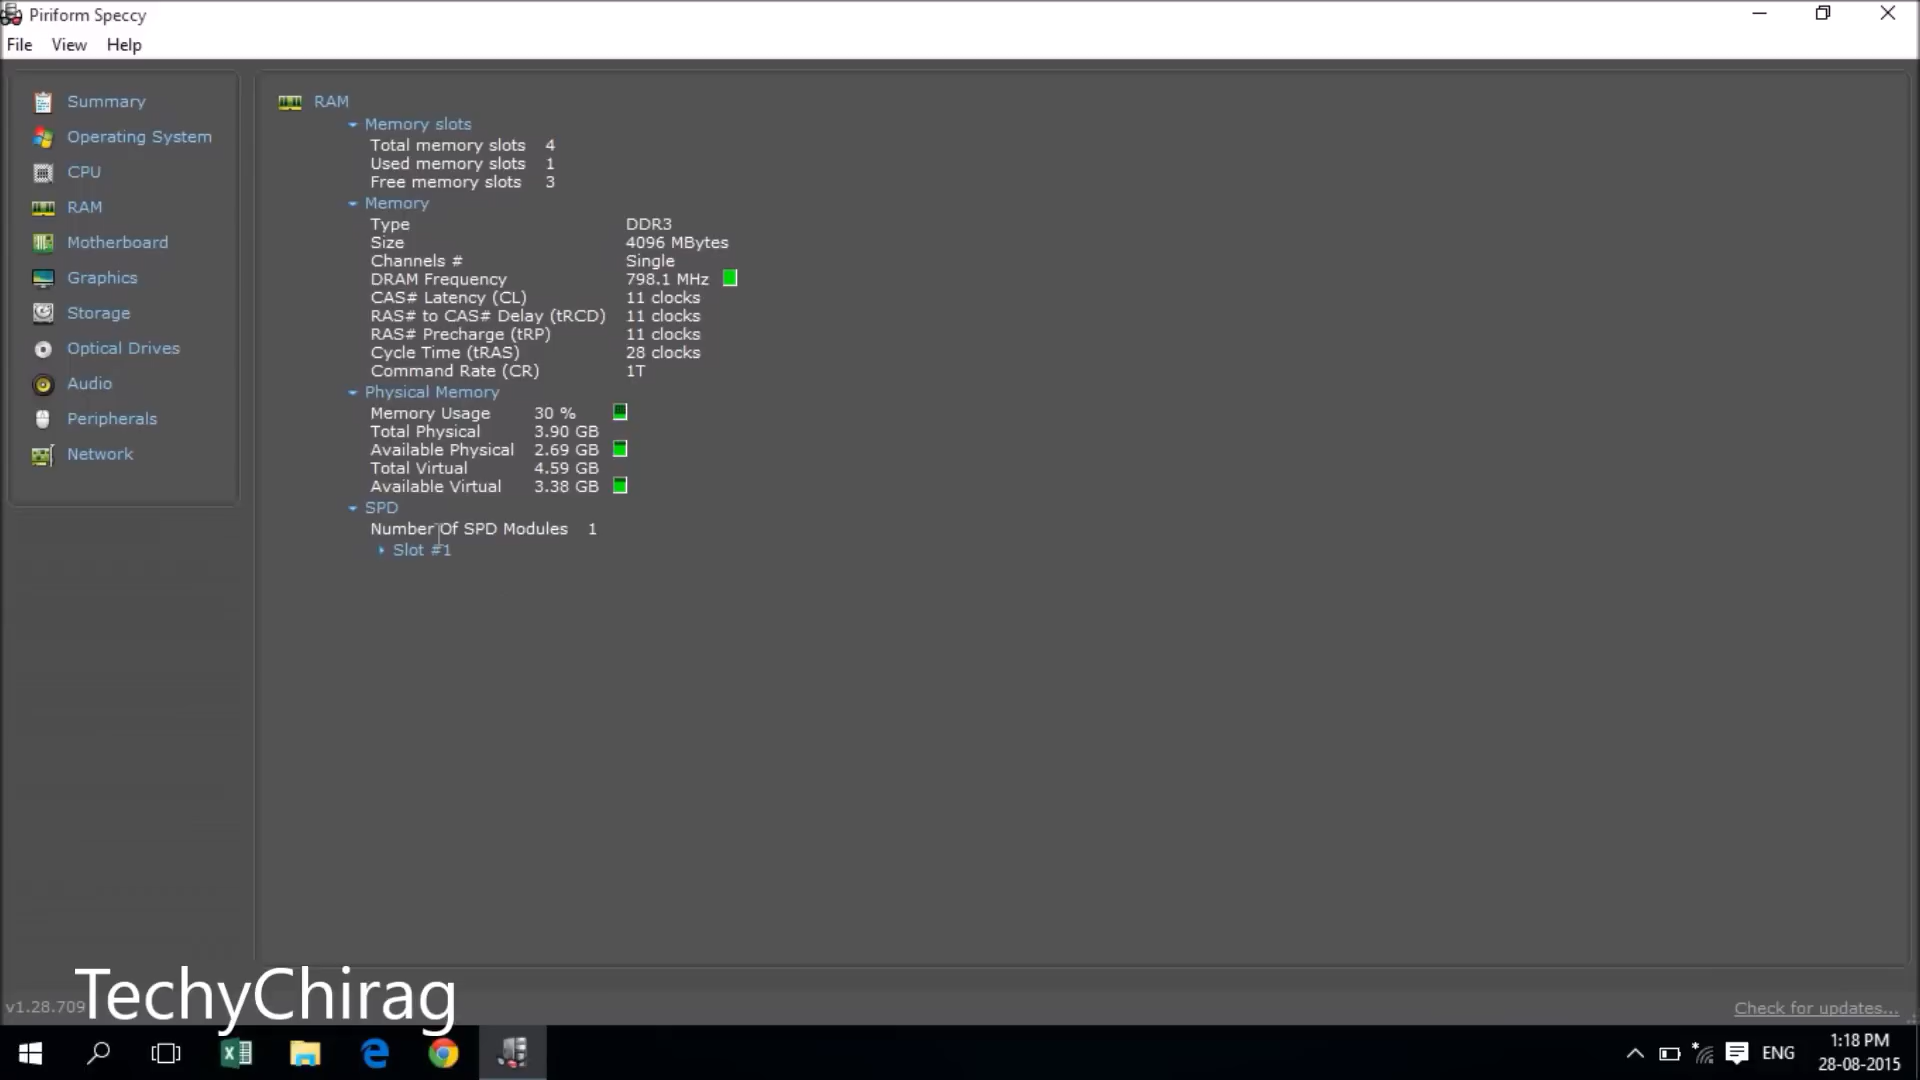 Piriform Speccy
File View Help
Summary
Operating System
CPU
RAM
Motherboard
Graphics
Storage
Optical Drives
Audio
Peripherals
Network
RAM
Memory slots
Total memory slots 4
Used memory slots 1
Free memory slots 3
Memory
Type DDR3
Size 4096 MBytes
Channels # Single
DRAM Frequency 798.1 MHz
CAS# Latency (CL) 11 clocks
RAS# to CAS# Delay (tRCD) 11 clocks
RAS# Precharge (tRP) 11 clocks
Cycle Time (tRAS) 28 clocks
Command Rate (CR) 1T
Physical Memory
Memory Usage 30 %
Total Physical 3.90 GB
Available Physical 2.69 GB
Total Virtual 4.59 GB
Available Virtual 3.38 GB
SPD
Number Of SPD Modules 1
Slot #1
TechyChirag
v1.28.709
Check for updates...
ENG
1:18 PM
28-08-2015